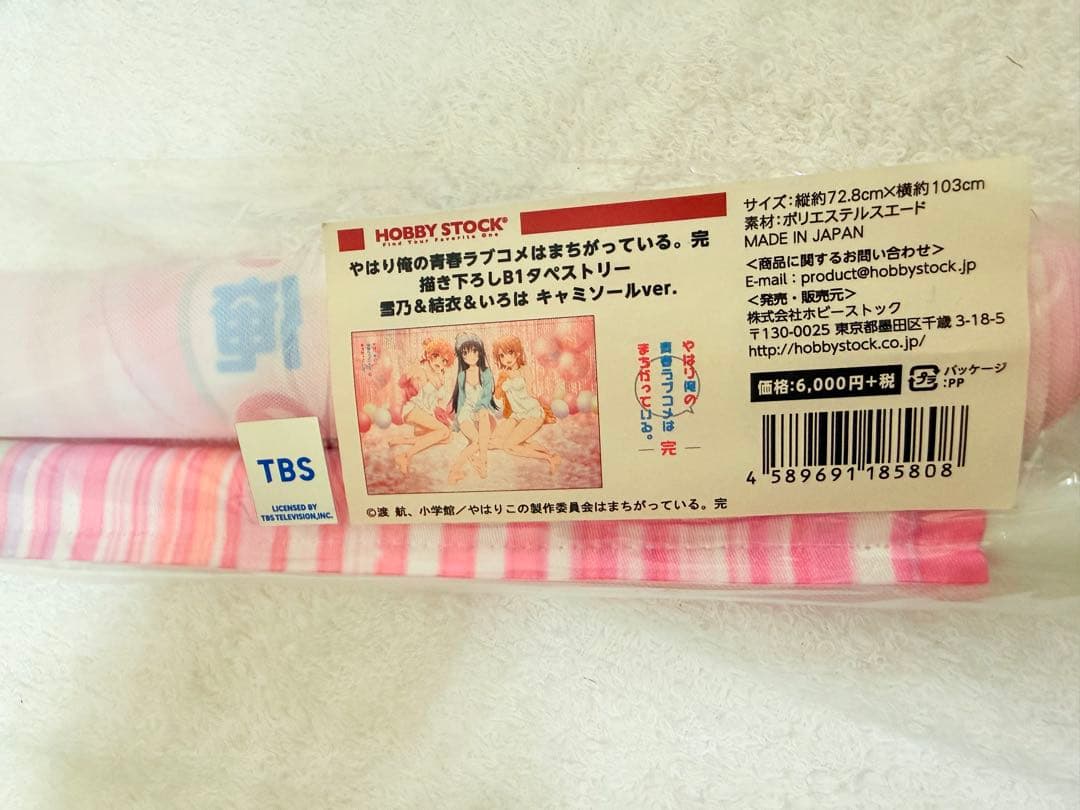 俺
TBS
LICENSED BY
TBS TELEVISION,INC.
HOBBY STOCK®
Find Your Favorite One
やはり俺の青春ラブコメはまちがっている。完
描き下ろしB1タペストリー
雪乃&結衣&いろは キャミソールver.
やはり俺の
青春ラブコメは
まちがっている。
完
©渡 航、小学館/やはりこの製作委員会はまちがっている。完
サイズ:縦約72.8cm×横約103cm
素材:ポリエステルスエード
MADE IN JAPAN
<商品に関するお問い合わせ>
E-mail : product@hobbystock.jp
<発売・販売元>
株式会社ホビーストック
〒130-0025 東京都墨田区千歳 3-18-5
http://hobbystock.co.jp/
価格:6,000円+税
プラ
パッケージ
:PP
4 589691 185808